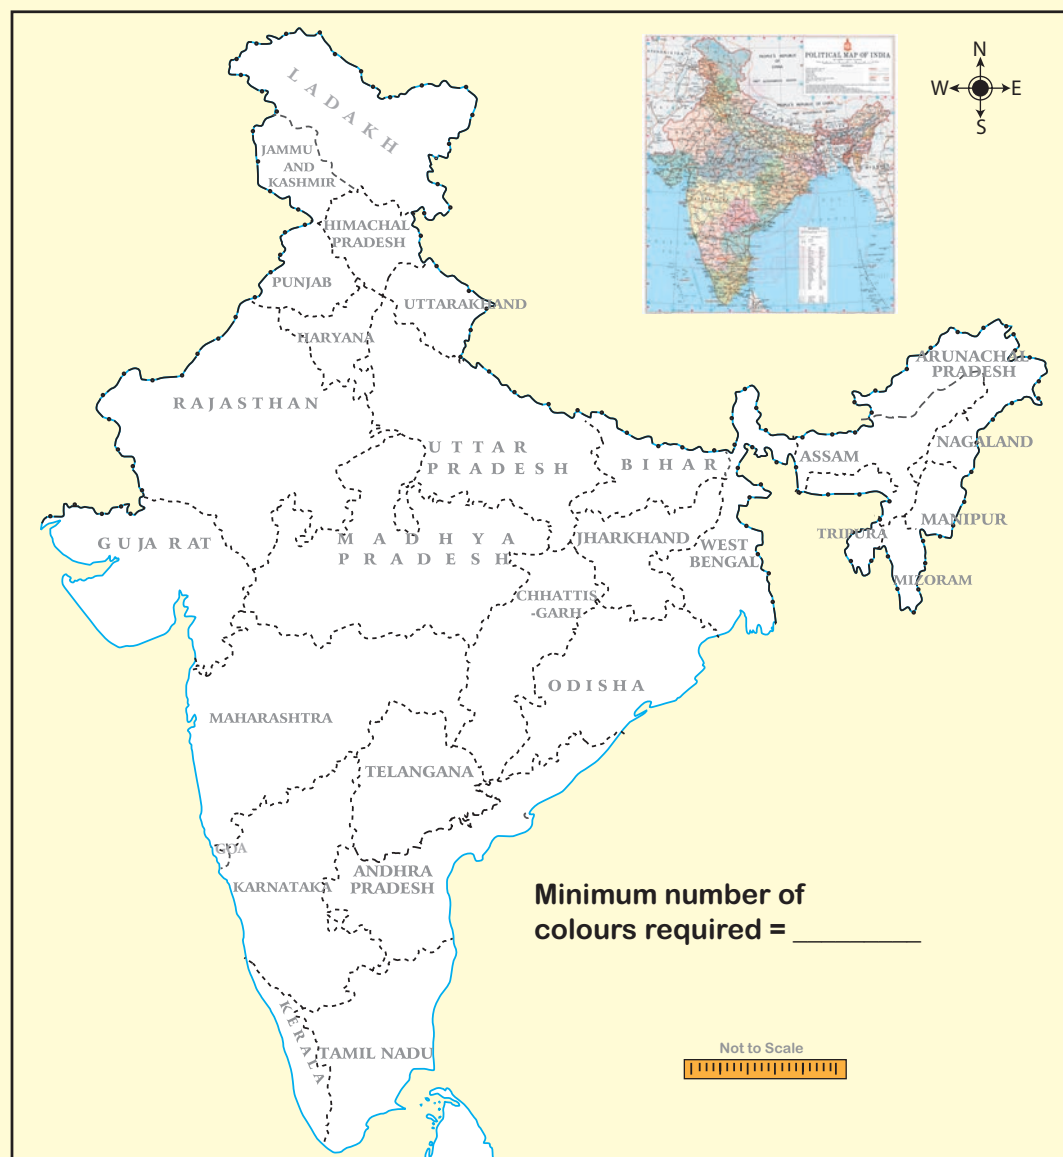 N
W E
S
POLITICAL MAP OF INDIA
LADAKH
JAMMU
AND
KASHMIR
HIMACHAL
PRADESH
PUNJAB
UTTARAKHAND
HARYANA
RAJASTHAN
UTTAR
PRADESH
BIHAR
ARUNACHAL
PRADESH
NAGALAND
ASSAM
MANIPUR
TRIPURA
MIZORAM
GUJARAT
MADHYA
PRADESH
JHARKHAND
WEST
BENGAL
CHHATTIS
-GARH
ODISHA
MAHARASHTRA
TELANGANA
GOA
KARNATAKA
ANDHRA
PRADESH
KERALA
TAMIL NADU
Minimum number of
colours required = ________
Not to Scale